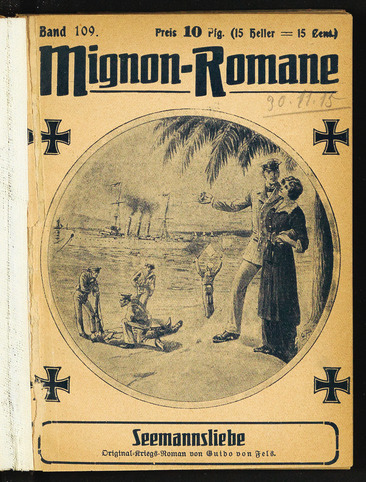 Band 109. Preis 10 Pfg. (15 Heller = 15 Cent.)
Mignon-Romane
30.11.15
Seemannsliebe
Original-Kriegs-Roman von Guido von Fels.